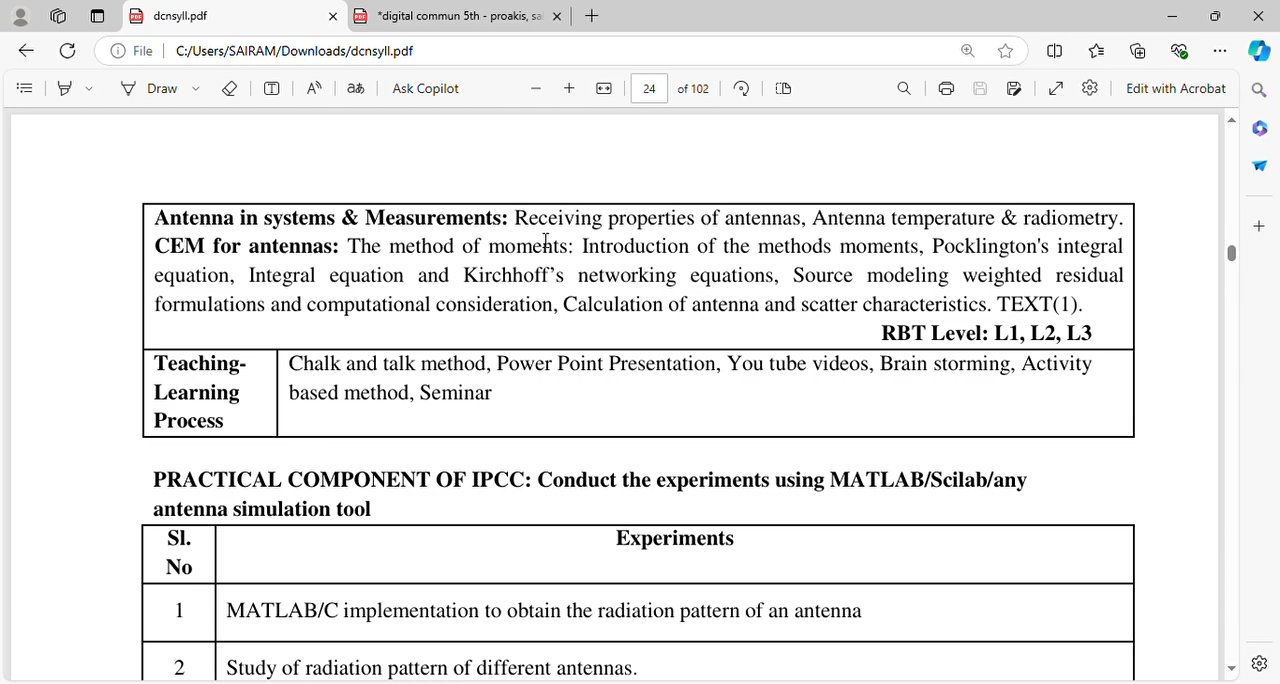 dcnsyll.pdf
*digital commun 5th - proakis, sa
File
C:/Users/SAIRAM/Downloads/dcnsyll.pdf
Draw
aあ
Ask Copilot
24
of 102
Edit with Acrobat
Antenna in systems & Measurements: Receiving properties of antennas, Antenna temperature & radiometry.
CEM for antennas: The method of moments: Introduction of the methods moments, Pocklington's integral
equation, Integral equation and Kirchhoff's networking equations, Source modeling weighted residual
formulations and computational consideration, Calculation of antenna and scatter characteristics. TEXT(1).
RBT Level: L1, L2, L3
Teaching-
Learning
Process
Chalk and talk method, Power Point Presentation, You tube videos, Brain storming, Activity
based method, Seminar
PRACTICAL COMPONENT OF IPCC: Conduct the experiments using MATLAB/Scilab/any
antenna simulation tool
Sl.
No
Experiments
1
MATLAB/C implementation to obtain the radiation pattern of an antenna
2
Study of radiation pattern of different antennas.